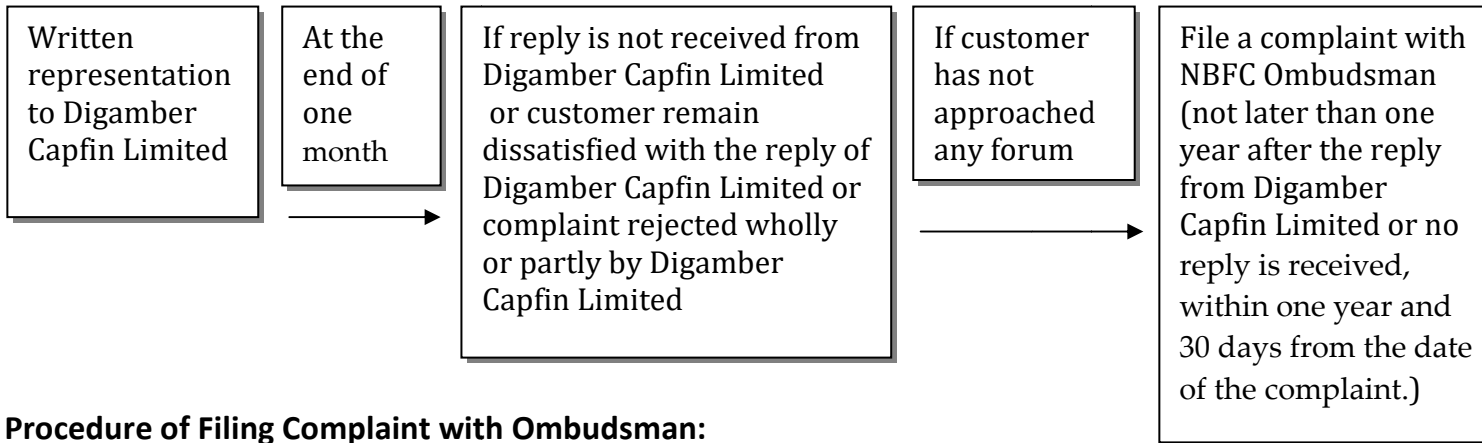 Written
representation
to Digamber
Capfin Limited
At the
end of
one
month
If reply is not received from
Digamber Capfin Limited
or customer remain
dissatisfied with the reply of
Digamber Capfin Limited or
complaint rejected wholly
or partly by Digamber
Capfin Limited
If customer
has not
approached
any forum
File a complaint with
NBFC Ombudsman
(not later than one
year after the reply
from Digamber
Capfin Limited or no
reply is received,
within one year and
30 days from the date
of the complaint.)
Procedure of Filing Complaint with Ombudsman: